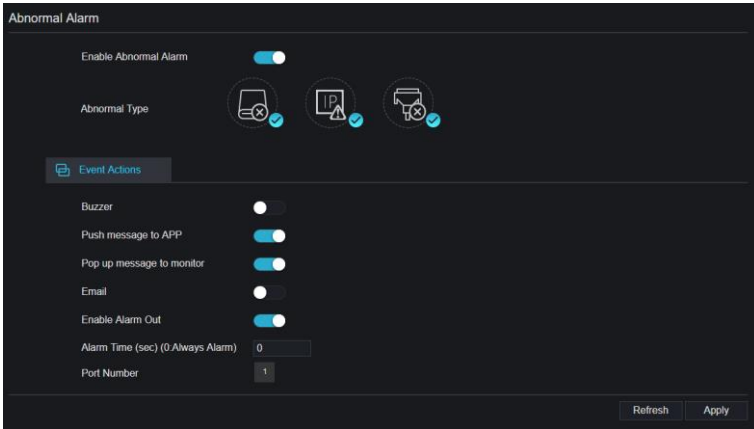 Abnormal Alarm
Enable Abnormal Alarm
Abnormal Type
IP
Event Actions
Buzzer
Push message to APP
Pop up message to monitor
Email
Enable Alarm Out
Alarm Time (sec) (0:Always Alarm) 0
Port Number 1
Refresh Apply